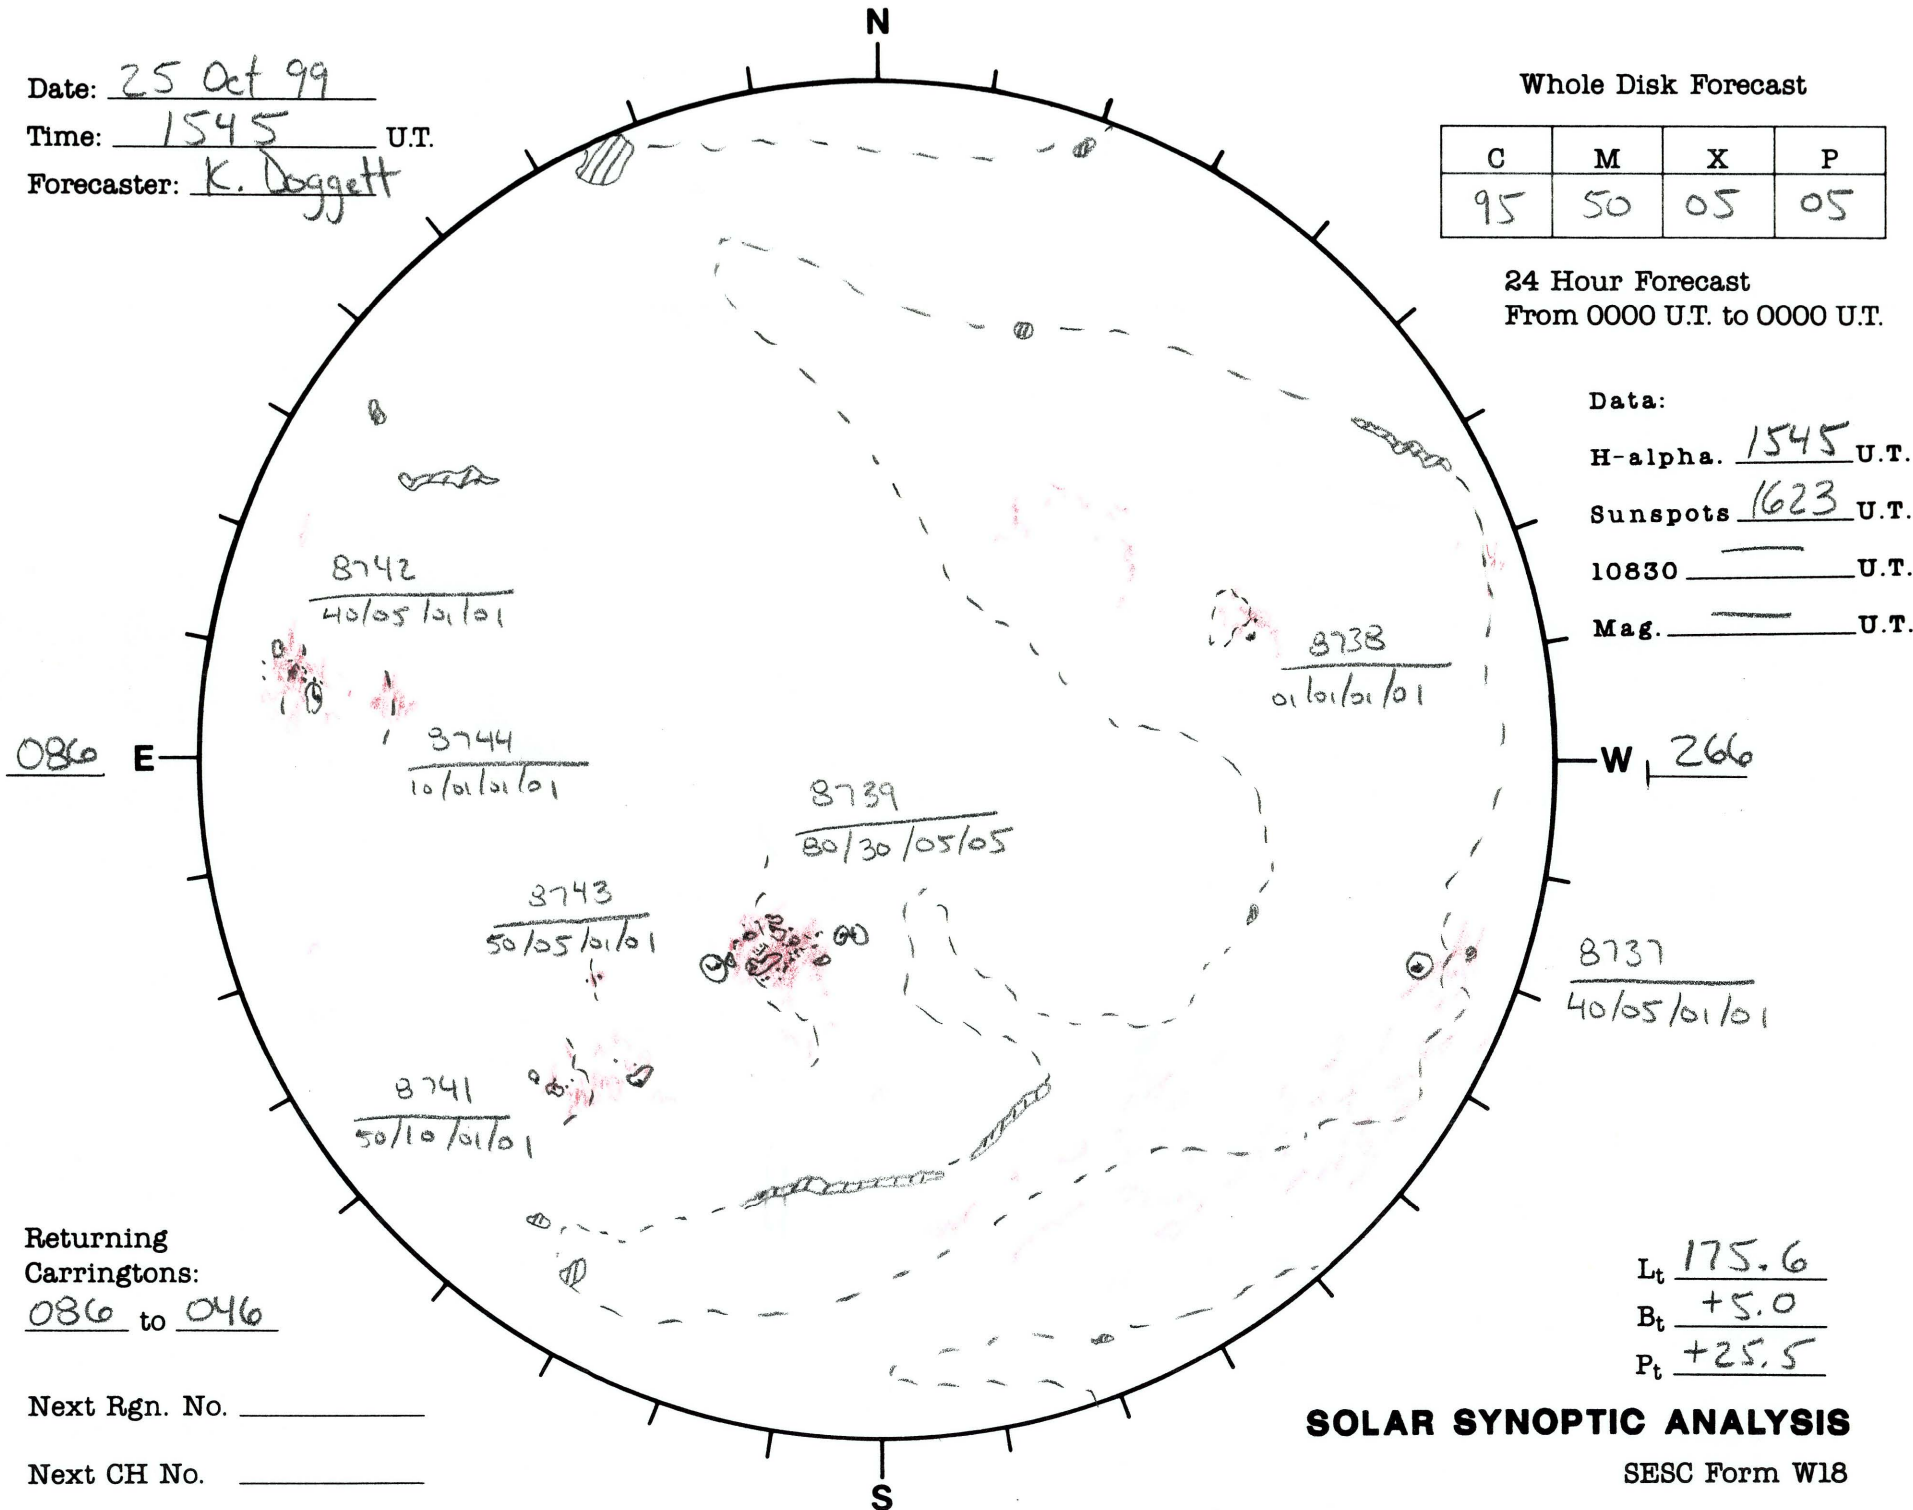 N
Date: 25 Oct 99
Time: 1545 U.T.
Forecaster: K. Doggett
Whole Disk Forecast
C M X P
95 50 05 05
24 Hour Forecast
From 0000 U.T. to 0000 U.T.
Data:
H-alpha. 1545 U.T.
Sunspots 1623 U.T.
10830 — U.T.
Mag. — U.T.
8742
40/05/01/01
8738
01/01/01/01
8744
10/01/01/01
086 E
W 266
8739
80/30/05/05
8743
50/05/01/01
8737
40/05/01/01
8741
50/10/01/01
Returning
Carringtons:
086 to 046
Next Rgn. No.
Next CH No.
Lt 175.6
Bt +5.0
Pt +25.5
SOLAR SYNOPTIC ANALYSIS
SESC Form W18
S